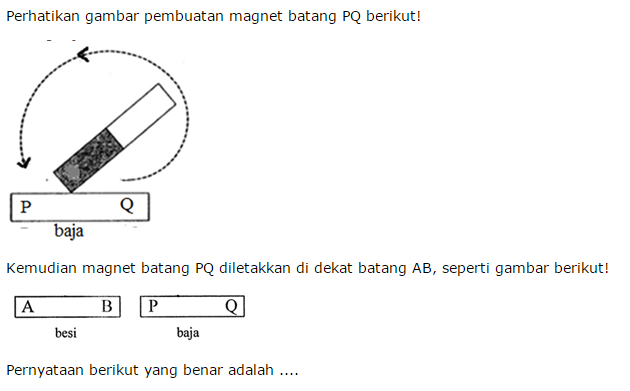 Perhatikan gambar pembuatan magnet batang PQ berikut!
P Q
baja
Kemudian magnet batang PQ diletakkan di dekat batang AB, seperti gambar berikut!
A B P Q
besi baja
Pernyataan berikut yang benar adalah ....